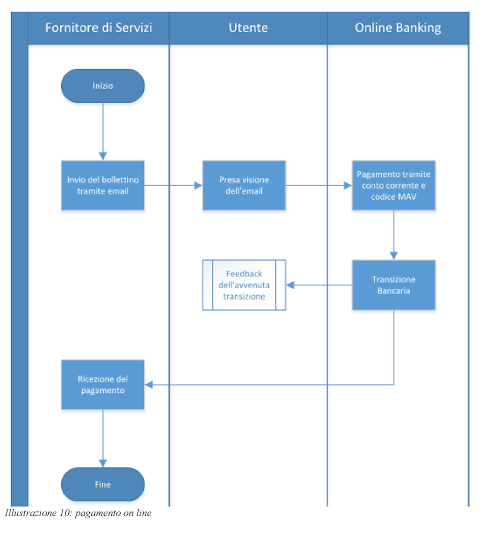 Fornitore di Servizi
Utente
Online Banking
Inizio
Invio del bollettino
tramite email
Presa visione
dell'email
Pagamento tramite
conto corrente e
codice MAV
Feedback
dell'avvenuta
transizione
Transizione
Bancaria
Ricezione del
pagamento
Fine
Illustrazione 10: pagamento on line